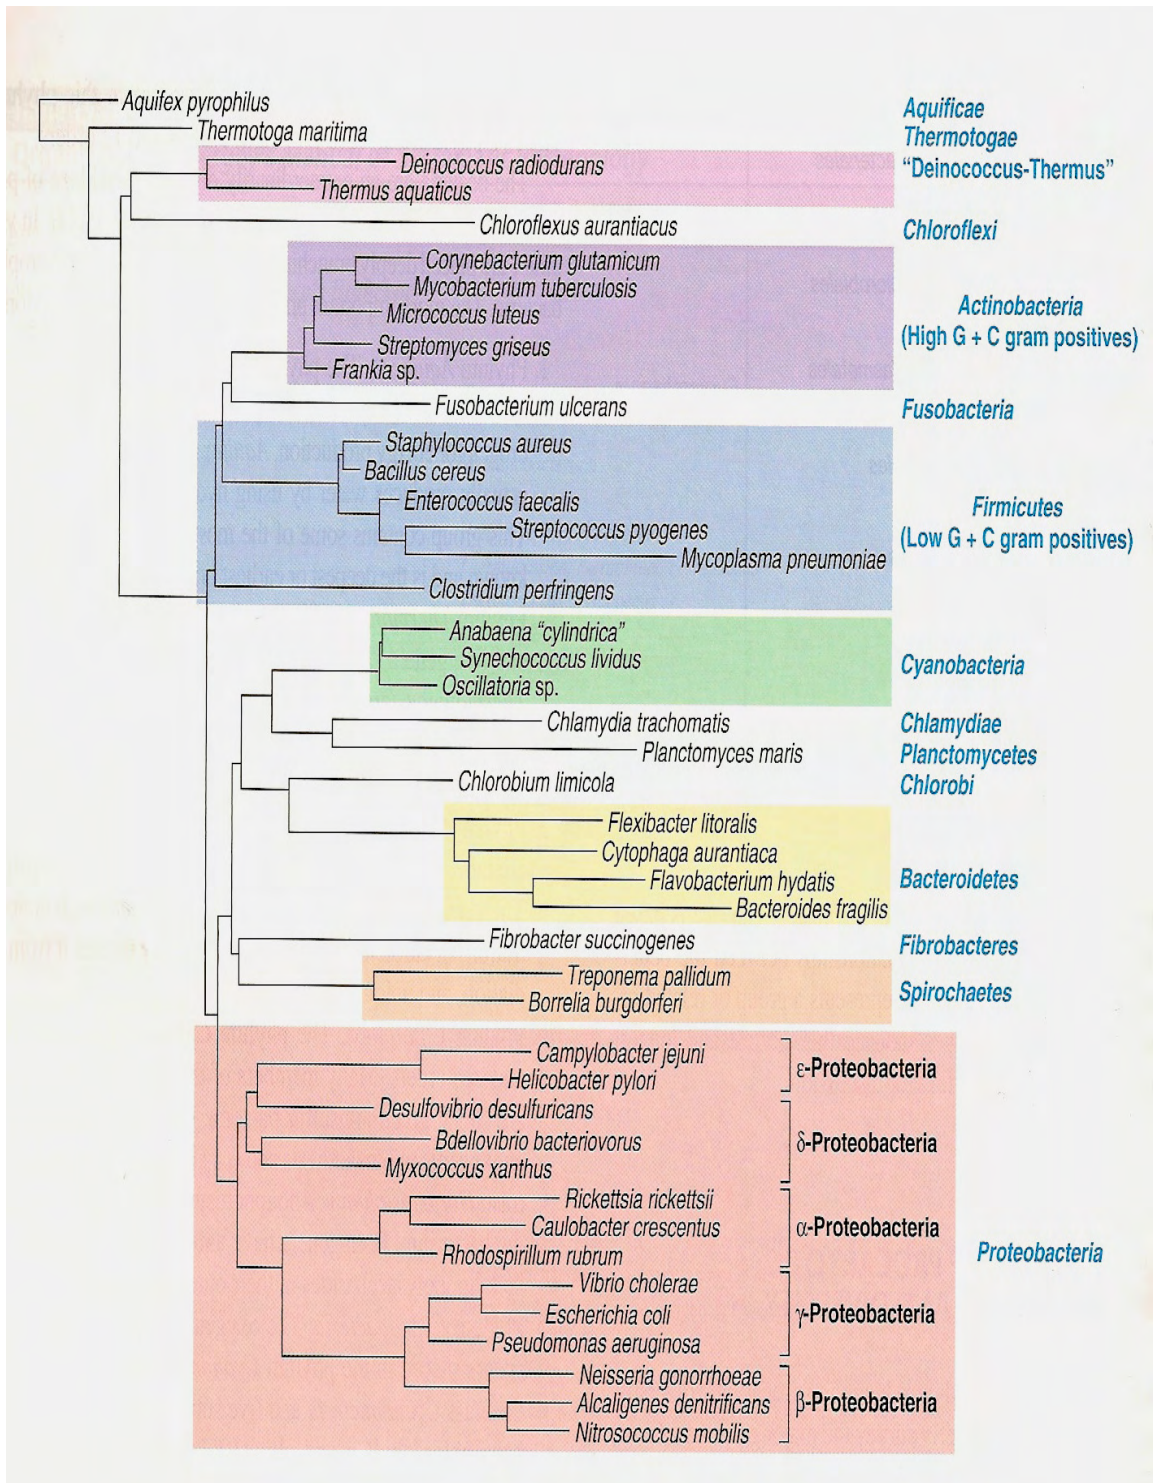 Aquifex pyrophilus
Aquificae
Thermotoga maritima
Thermotogae
Deinococcus radiodurans
"Deinococcus-Thermus"
Thermus aquaticus
Chloroflexus aurantiacus
Chloroflexi
Corynebacterium glutamicum
Mycobacterium tuberculosis
Micrococcus luteus
Actinobacteria
(High G + C gram positives)
Streptomyces griseus
Frankia sp.
Fusobacterium ulcerans
Fusobacteria
Staphylococcus aureus
Bacillus cereus
Enterococcus faecalis
Firmicutes
(Low G + C gram positives)
Streptococcus pyogenes
Mycoplasma pneumoniae
Clostridium perfringens
Anabaena "cylindrica"
Synechococcus lividus
Cyanobacteria
Oscillatoria sp.
Chlamydia trachomatis
Chlamydiae
Planctomyces maris
Planctomycetes
Chlorobium limicola
Chlorobi
Flexibacter litoralis
Cytophaga aurantiaca
Flavobacterium hydatis
Bacteroidetes
Bacteroides fragilis
Fibrobacter succinogenes
Fibrobacteres
Treponema pallidum
Spirochaetes
Borrelia burgdorferi
Campylobacter jejuni
ε-Proteobacteria
Helicobacter pylori
Desulfovibrio desulfuricans
Bdellovibrio bacteriovorus
δ-Proteobacteria
Myxococcus xanthus
Rickettsia rickettsii
Caulobacter crescentus
α-Proteobacteria
Rhodospirillum rubrum
Proteobacteria
Vibrio cholerae
Escherichia coli
γ-Proteobacteria
Pseudomonas aeruginosa
Neisseria gonorrhoeae
Alcaligenes denitrificans
β-Proteobacteria
Nitrosococcus mobilis